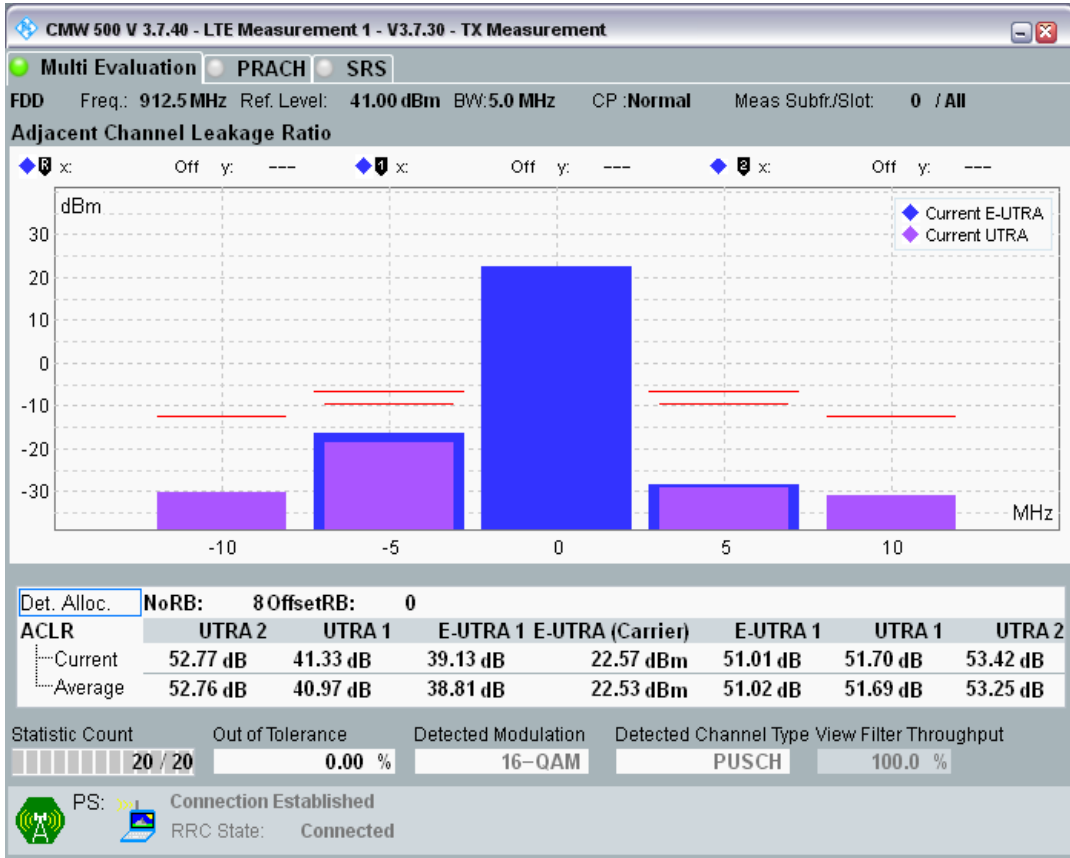 CMW 500 V 3.7.40 - LTE Measurement 1 - V3.7.30 - TX Measurement
Multi Evaluation PRACH SRS
FDD Freq.: 912.5 MHz Ref. Level: 41.00 dBm BW: 5.0 MHz CP :Normal Meas Subfr./Slot: 0 / All
Adjacent Channel Leakage Ratio
R x: Off y: --- 1 x: Off y: --- 2 x: Off y: ---
dBm
Current E-UTRA
Current UTRA
30
20
10
0
-10
-20
-30
MHz
-10 -5 0 5 10
Det. Alloc. NoRB: 8 OffsetRB: 0
ACLR UTRA 2 UTRA 1 E-UTRA 1 E-UTRA (Carrier) E-UTRA 1 UTRA 1 UTRA 2
Current 52.77 dB 41.33 dB 39.13 dB 22.57 dBm 51.01 dB 51.70 dB 53.42 dB
Average 52.76 dB 40.97 dB 38.81 dB 22.53 dBm 51.02 dB 51.69 dB 53.25 dB
Statistic Count Out of Tolerance Detected Modulation Detected Channel Type View Filter Throughput
20 / 20 0.00 % 16-QAM PUSCH 100.0 %
PS: Connection Established
RRC State: Connected